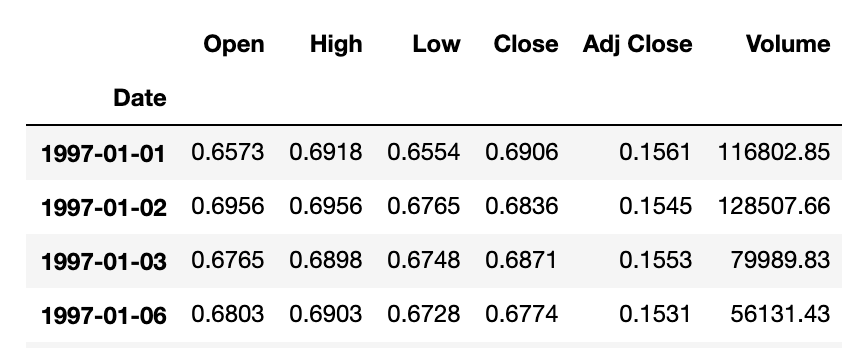 Open High Low Close Adj Close Volume
Date
1997-01-01 0.6573 0.6918 0.6554 0.6906 0.1561 116802.85
1997-01-02 0.6956 0.6956 0.6765 0.6836 0.1545 128507.66
1997-01-03 0.6765 0.6898 0.6748 0.6871 0.1553 79989.83
1997-01-06 0.6803 0.6903 0.6728 0.6774 0.1531 56131.43